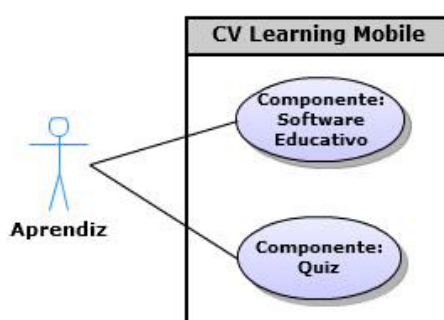 CV Learning Mobile
Componente:
Software
Educativo
Aprendiz
Componente:
Quiz